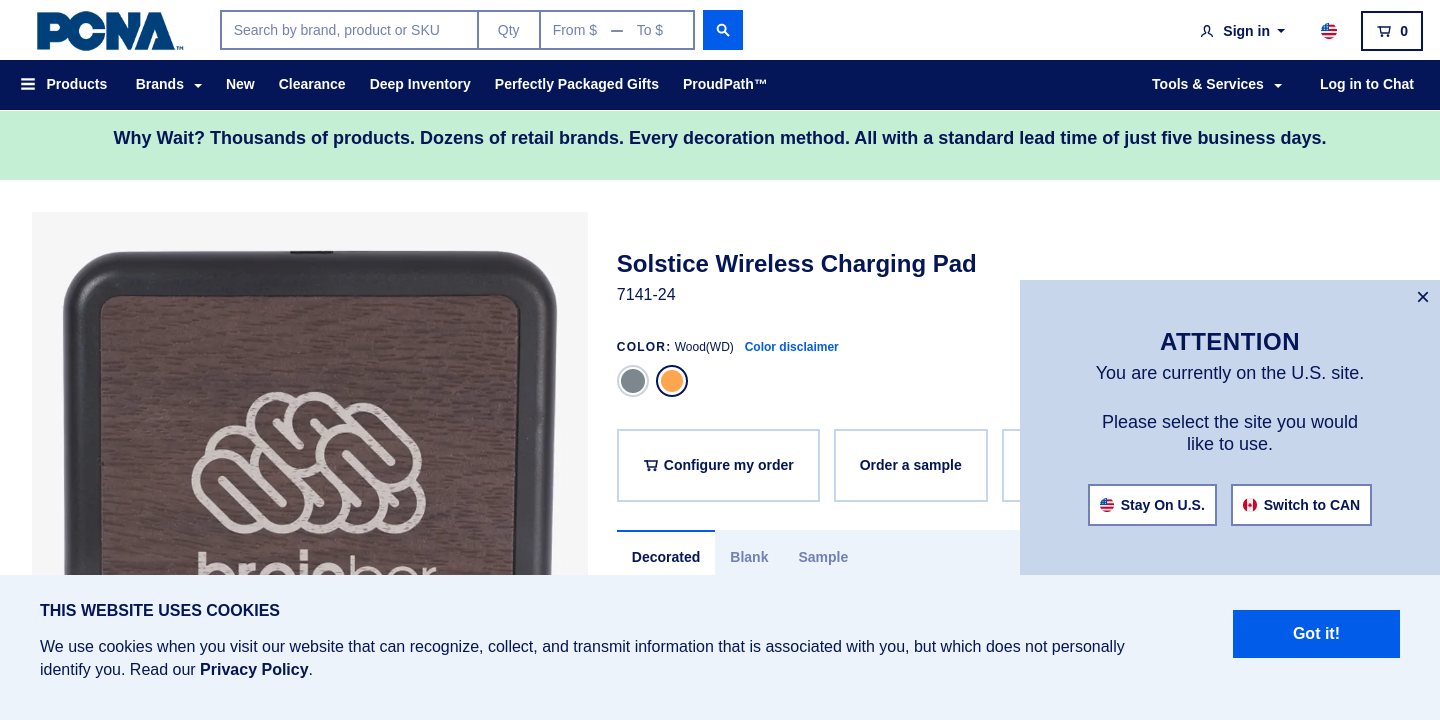 PCNA™
Search by brand, product or SKU
Qty
From $ — To $
Sign in
0
Products
Brands
New
Clearance
Deep Inventory
Perfectly Packaged Gifts
ProudPath™
Tools & Services
Log in to Chat
Why Wait? Thousands of products. Dozens of retail brands. Every decoration method. All with a standard lead time of just five business days.
Solstice Wireless Charging Pad
7141-24
COLOR: Wood(WD) Color disclaimer
Configure my order
Order a sample
Decorated
Blank
Sample
×
ATTENTION
You are currently on the U.S. site.
Please select the site you would
like to use.
Stay On U.S.
Switch to CAN
THIS WEBSITE USES COOKIES
We use cookies when you visit our website that can recognize, collect, and transmit information that is associated with you, but which does not personally
identify you. Read our Privacy Policy.
Got it!